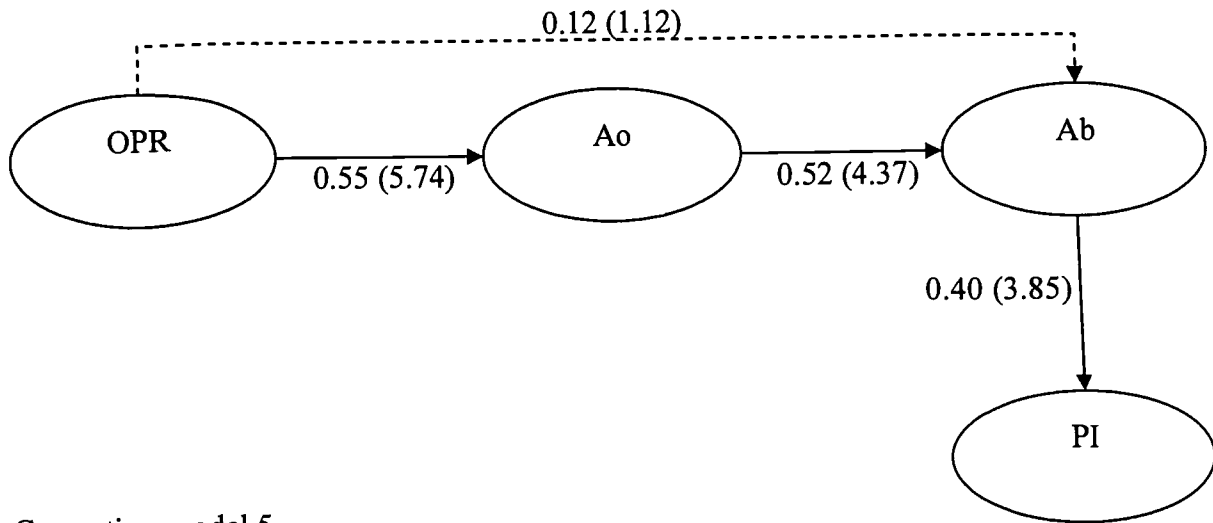 0.12 (1.12)
OPR
Ao
Ab
0.55 (5.74)
0.52 (4.37)
0.40 (3.85)
PI